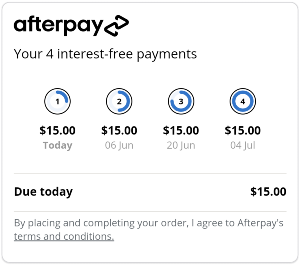 afterpay
Your 4 interest-free payments
1 2 3 4
$15.00 $15.00 $15.00 $15.00
Today 06 Jun 20 Jun 04 Jul
Due today $15.00
By placing and completing your order, I agree to Afterpay's
terms and conditions.